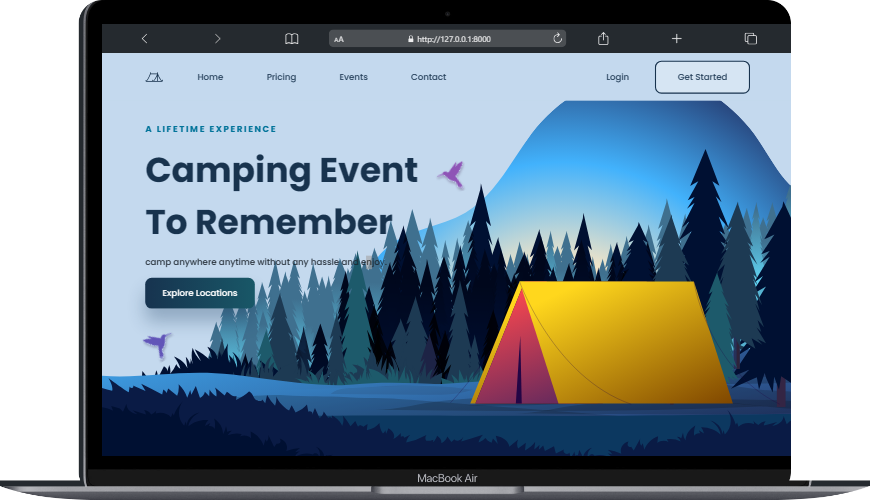 AA http://127.0.0.1:8000
Home Pricing Events Contact Login Get Started
A LIFETIME EXPERIENCE
Camping Event
To Remember
camp anywhere anytime without any hassle and enjoy.
Explore Locations
MacBook Air